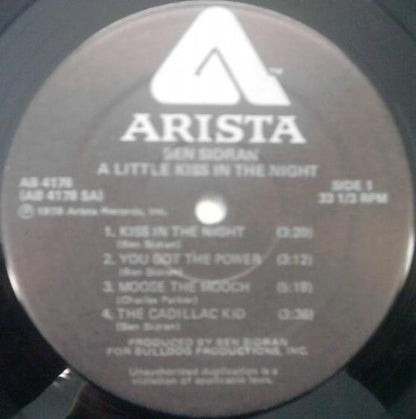 TM
ARISTA
BEN SIDRAN
A LITTLE KISS IN THE NIGHT
AB 4178
(AB 4178 SA)
Ⓟ 1978 Arista Records, Inc.
SIDE 1
33 1/3 RPM
1. KISS IN THE NIGHT (3:20)
(Ben Sidran)
2. YOU GOT THE POWER (3:12)
(Ben Sidran)
3. MOOSE THE MOOCH (5:18)
(Charles Parker)
4. THE CADILLAC KID (3:36)
(Ben Sidran)
PRODUCED BY BEN SIDRAN
FOR BULLDOG PRODUCTIONS, INC.
Unauthorized duplication is a
violation of applicable laws.